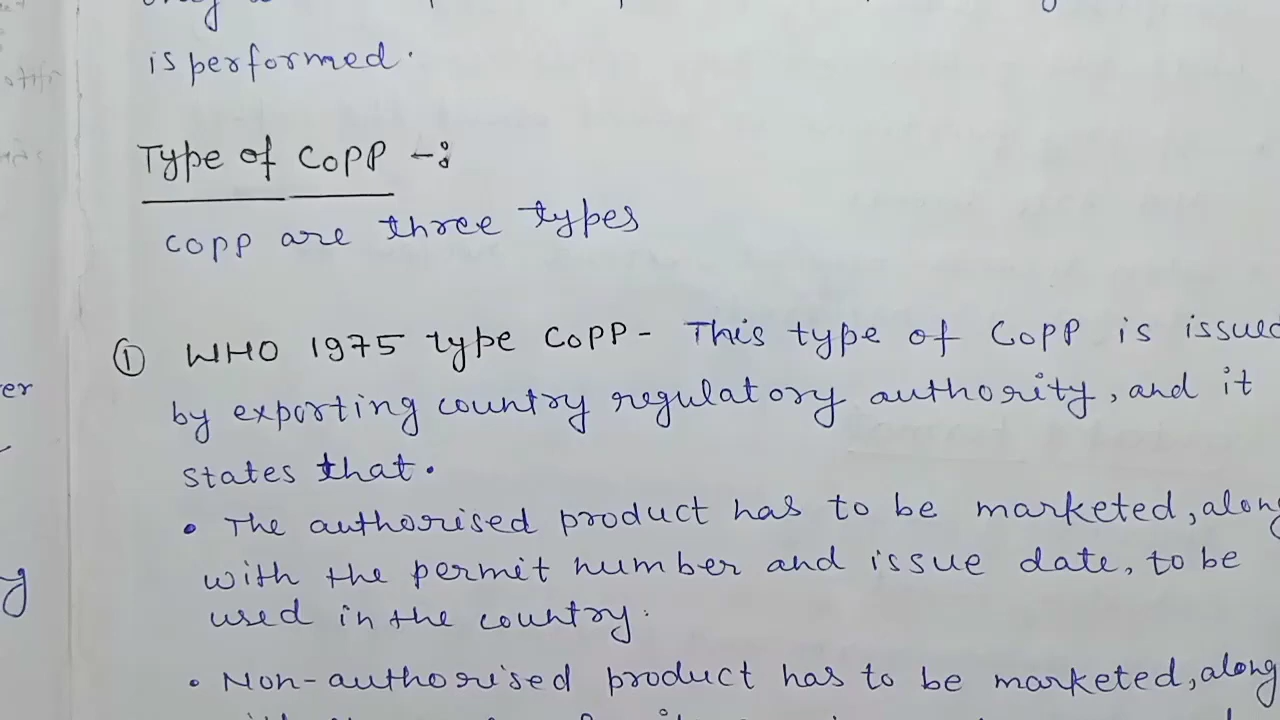 is performed.
Type of CoPP -:
COPP are three types
① WHO 1975 type CoPP - This type of CoPP is issued
by exporting country regulatory authority, and it
er
states that.
• The authorised product has to be marketed, along
with the permit number and issue date, to be
used in the country.
• Non-authorised product has to be marketed, along